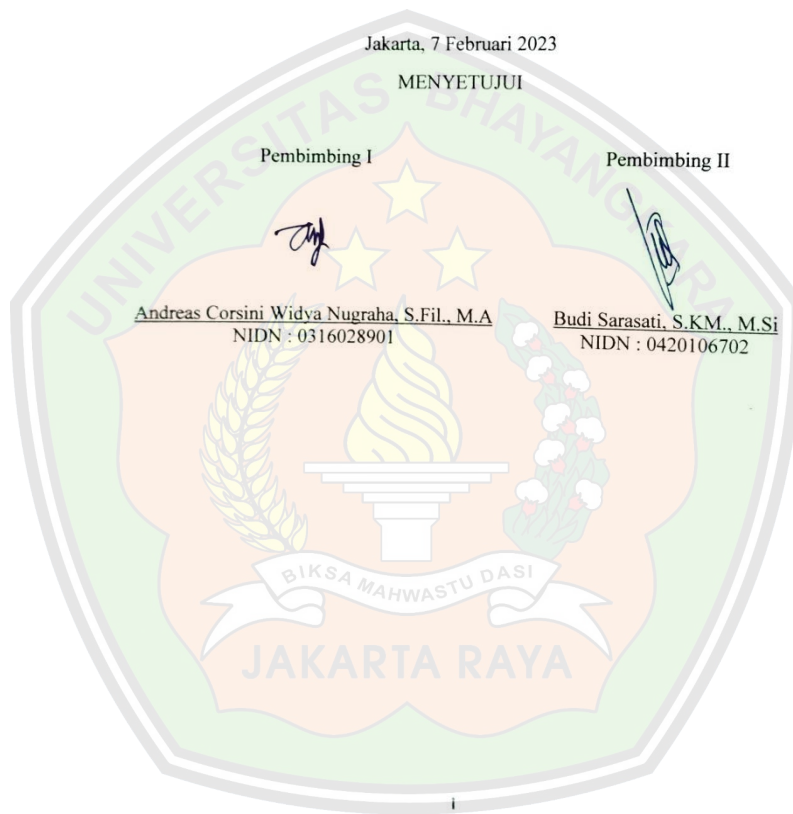 Jakarta, 7 Februari 2023
MENYETUJUI
Pembimbing I
Pembimbing II
Andreas Corsini Widya Nugraha, S.Fil., M.A
NIDN : 0316028901
Budi Sarasati, S.KM., M.Si
NIDN : 0420106702
UNIVERSITAS BHAYANGKARA
BIKSA MAHWASTU DASI
JAKARTA RAYA
i